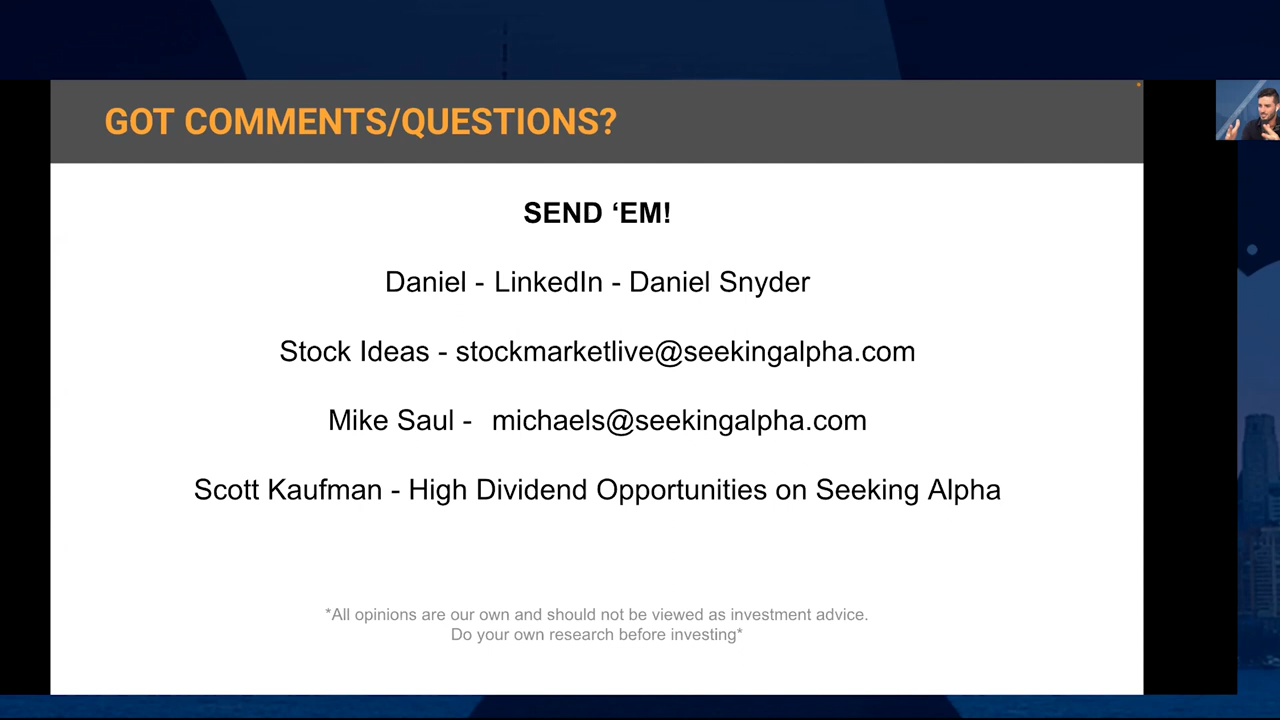 GOT COMMENTS/QUESTIONS?
SEND ‘EM!
Daniel - LinkedIn - Daniel Snyder
Stock Ideas - stockmarketlive@seekingalpha.com
Mike Saul - michaels@seekingalpha.com
Scott Kaufman - High Dividend Opportunities on Seeking Alpha
*All opinions are our own and should not be viewed as investment advice.
Do your own research before investing*